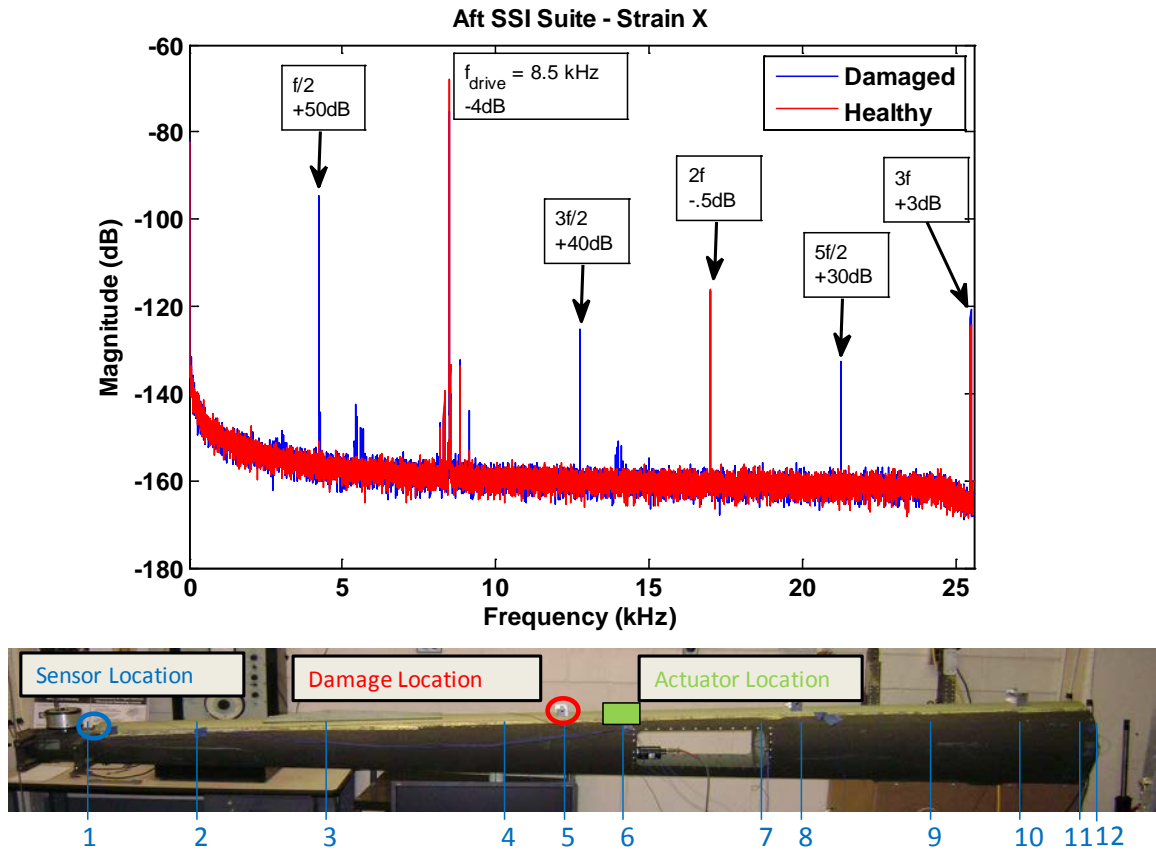 Aft SSI Suite - Strain X
Magnitude (dB)
-60
-80
-100
-120
-140
-160
-180
f/2
+50dB
fdrive = 8.5 kHz
-4dB
Damaged
Healthy
3f/2
+40dB
2f
-.5dB
5f/2
+30dB
3f
+3dB
0 5 10 15 20 25
Frequency (kHz)
Sensor Location
Damage Location
Actuator Location
1 2 3 4 5 6 7 8 9 10 11 12